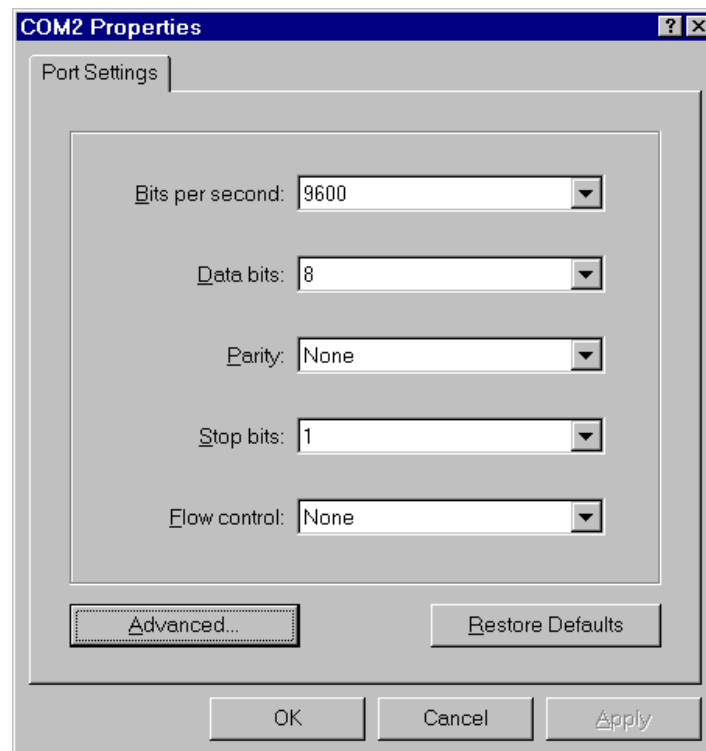 COM2 Properties
Port Settings
Bits per second: 9600
Data bits: 8
Parity: None
Stop bits: 1
Flow control: None
Advanced... Restore Defaults
OK Cancel Apply